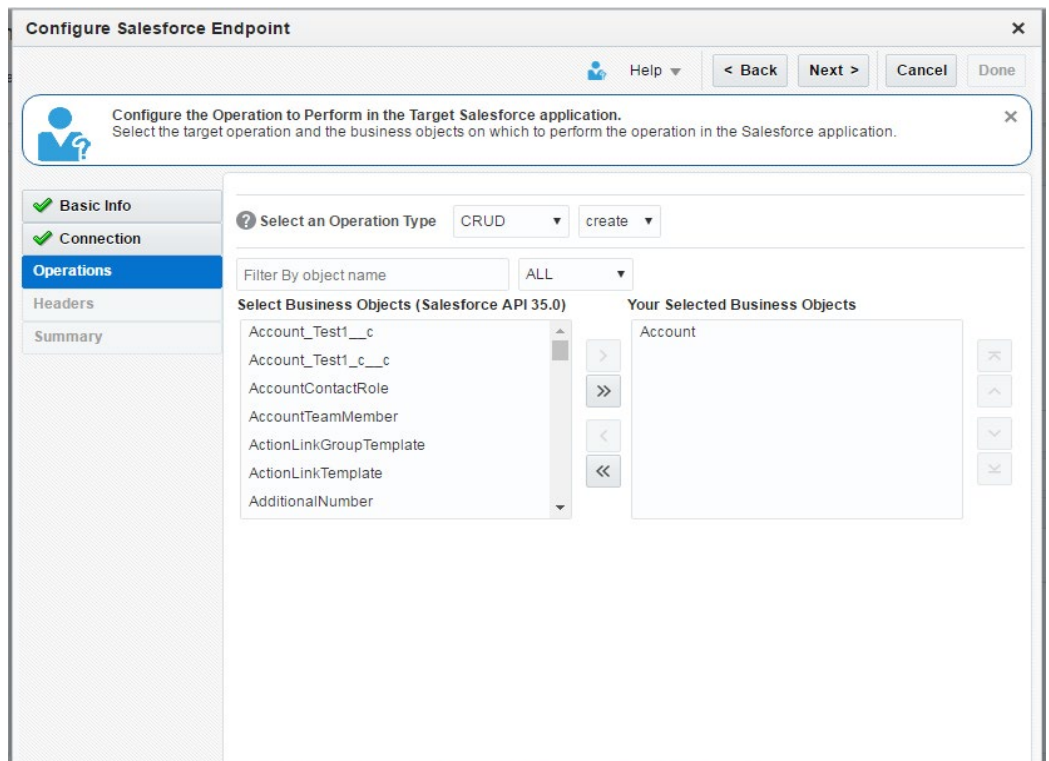 Configure Salesforce Endpoint
Help
< Back
Next >
Cancel
Done
Configure the Operation to Perform in the Target Salesforce application.
Select the target operation and the business objects on which to perform the operation in the Salesforce application.
Basic Info
Connection
Operations
Headers
Summary
Select an Operation Type
CRUD
create
Filter By object name
ALL
Select Business Objects (Salesforce API 35.0)
Your Selected Business Objects
Account_Test1__c
Account_Test1_c__c
AccountContactRole
AccountTeamMember
ActionLinkGroupTemplate
ActionLinkTemplate
AdditionalNumber
Account